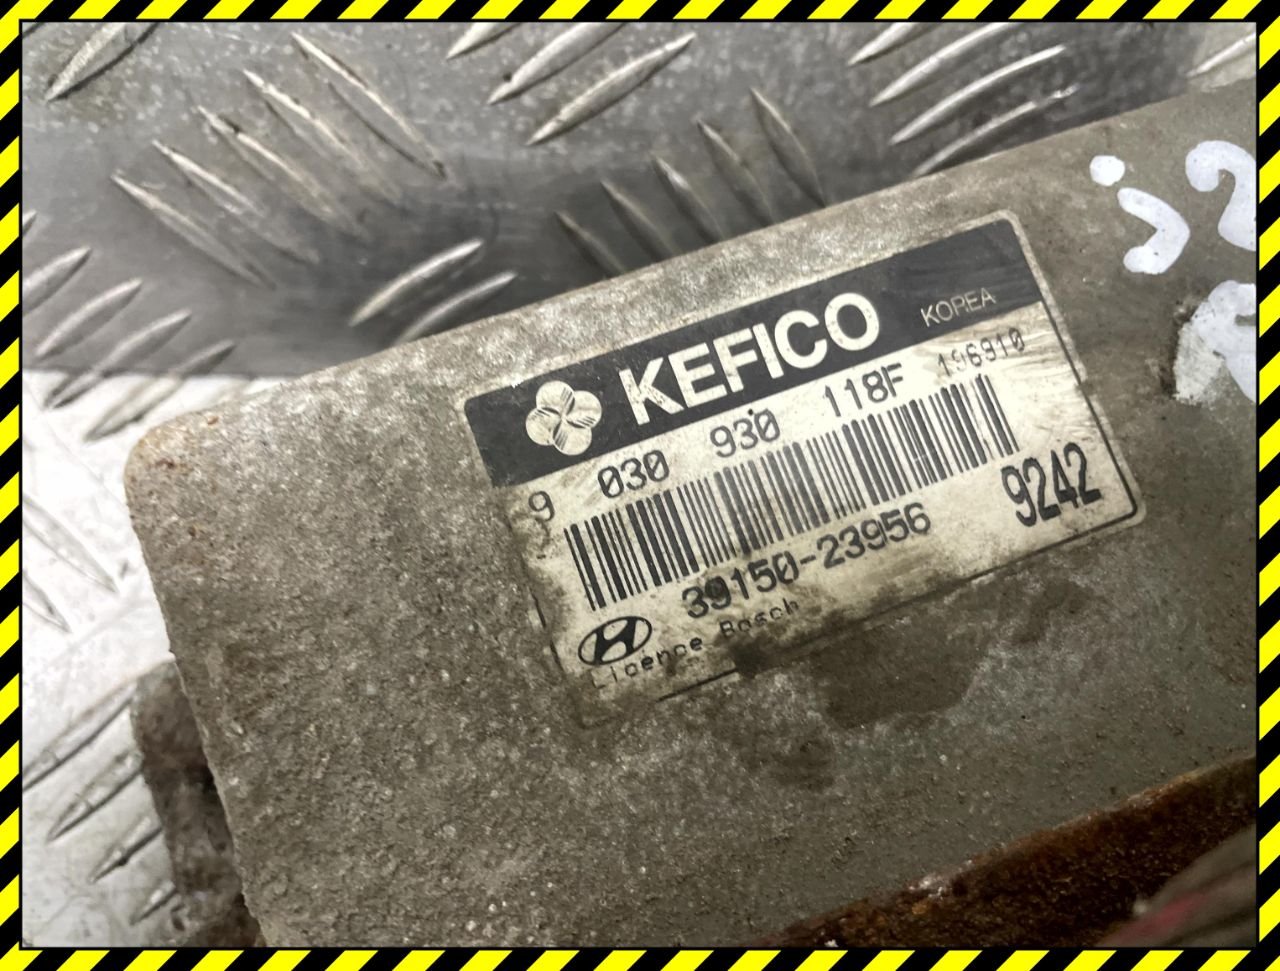 KEFICO KOREA
9 030 930 118F 196910
9242
39150-23956
Licence Bosch